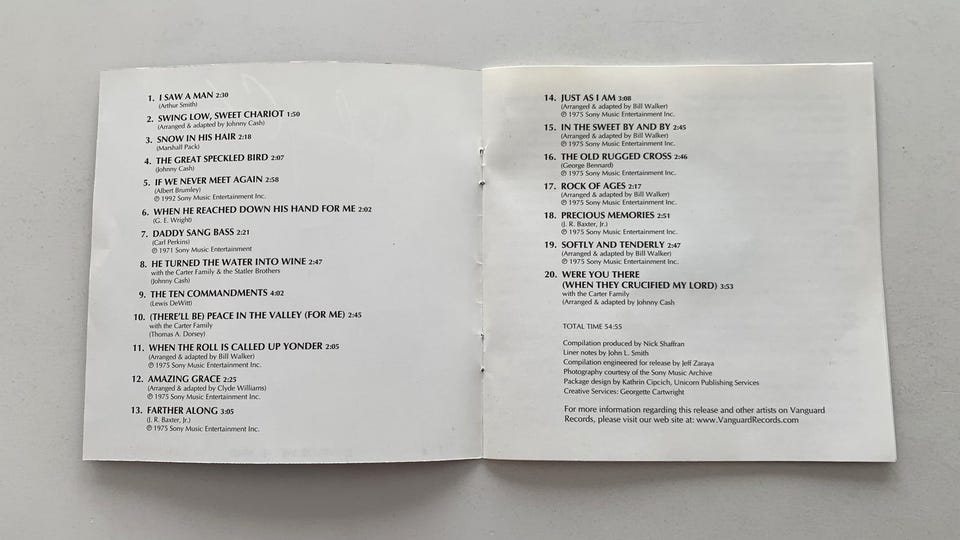 1. I SAW A MAN 2:30
(Arthur Smith)
2. SWING LOW, SWEET CHARIOT 1:50
(Arranged & adapted by Johnny Cash)
3. SNOW IN HIS HAIR 2:18
(Marshall Pack)
4. THE GREAT SPECKLED BIRD 2:07
(Johnny Cash)
5. IF WE NEVER MEET AGAIN 2:58
(Albert Brumley)
℗ 1992 Sony Music Entertainment Inc.
6. WHEN HE REACHED DOWN HIS HAND FOR ME 2:02
(G. E. Wright)
7. DADDY SANG BASS 2:21
(Carl Perkins)
℗ 1971 Sony Music Entertainment
8. HE TURNED THE WATER INTO WINE 2:47
with the Carter Family & the Statler Brothers
(Johnny Cash)
9. THE TEN COMMANDMENTS 4:02
(Lewis DeWitt)
10. (THERE'LL BE) PEACE IN THE VALLEY (FOR ME) 2:45
with the Carter Family
(Thomas A. Dorsey)
11. WHEN THE ROLL IS CALLED UP YONDER 2:05
(Arranged & adapted by Bill Walker)
℗ 1975 Sony Music Entertainment Inc.
12. AMAZING GRACE 2:25
(Arranged & adapted by Clyde Williams)
℗ 1975 Sony Music Entertainment Inc.
13. FARTHER ALONG 3:05
(J. R. Baxter, Jr.)
℗ 1975 Sony Music Entertainment Inc.
14. JUST AS I AM 3:08
(Arranged & adapted by Bill Walker)
℗ 1975 Sony Music Entertainment Inc.
15. IN THE SWEET BY AND BY 2:45
(Arranged & adapted by Bill Walker)
℗ 1975 Sony Music Entertainment Inc.
16. THE OLD RUGGED CROSS 2:46
(George Bennard)
℗ 1975 Sony Music Entertainment Inc.
17. ROCK OF AGES 2:17
(Arranged & adapted by Bill Walker)
℗ 1975 Sony Music Entertainment Inc.
18. PRECIOUS MEMORIES 2:51
(J. R. Baxter, Jr.)
℗ 1975 Sony Music Entertainment Inc.
19. SOFTLY AND TENDERLY 2:47
(Arranged & adapted by Bill Walker)
℗ 1975 Sony Music Entertainment Inc.
20. WERE YOU THERE
(WHEN THEY CRUCIFIED MY LORD) 3:53
with the Carter Family
(Arranged & adapted by Johnny Cash
TOTAL TIME 54:55
Compilation produced by Nick Shaffran
Liner notes by John L. Smith
Compilation engineered for release by Jeff Zaraya
Photography courtesy of the Sony Music Archive
Package design by Kathrin Cipcich, Unicorn Publishing Services
Creative Services: Georgette Cartwright
For more information regarding this release and other artists on Vanguard
Records, please visit our web site at: www.VanguardRecords.com